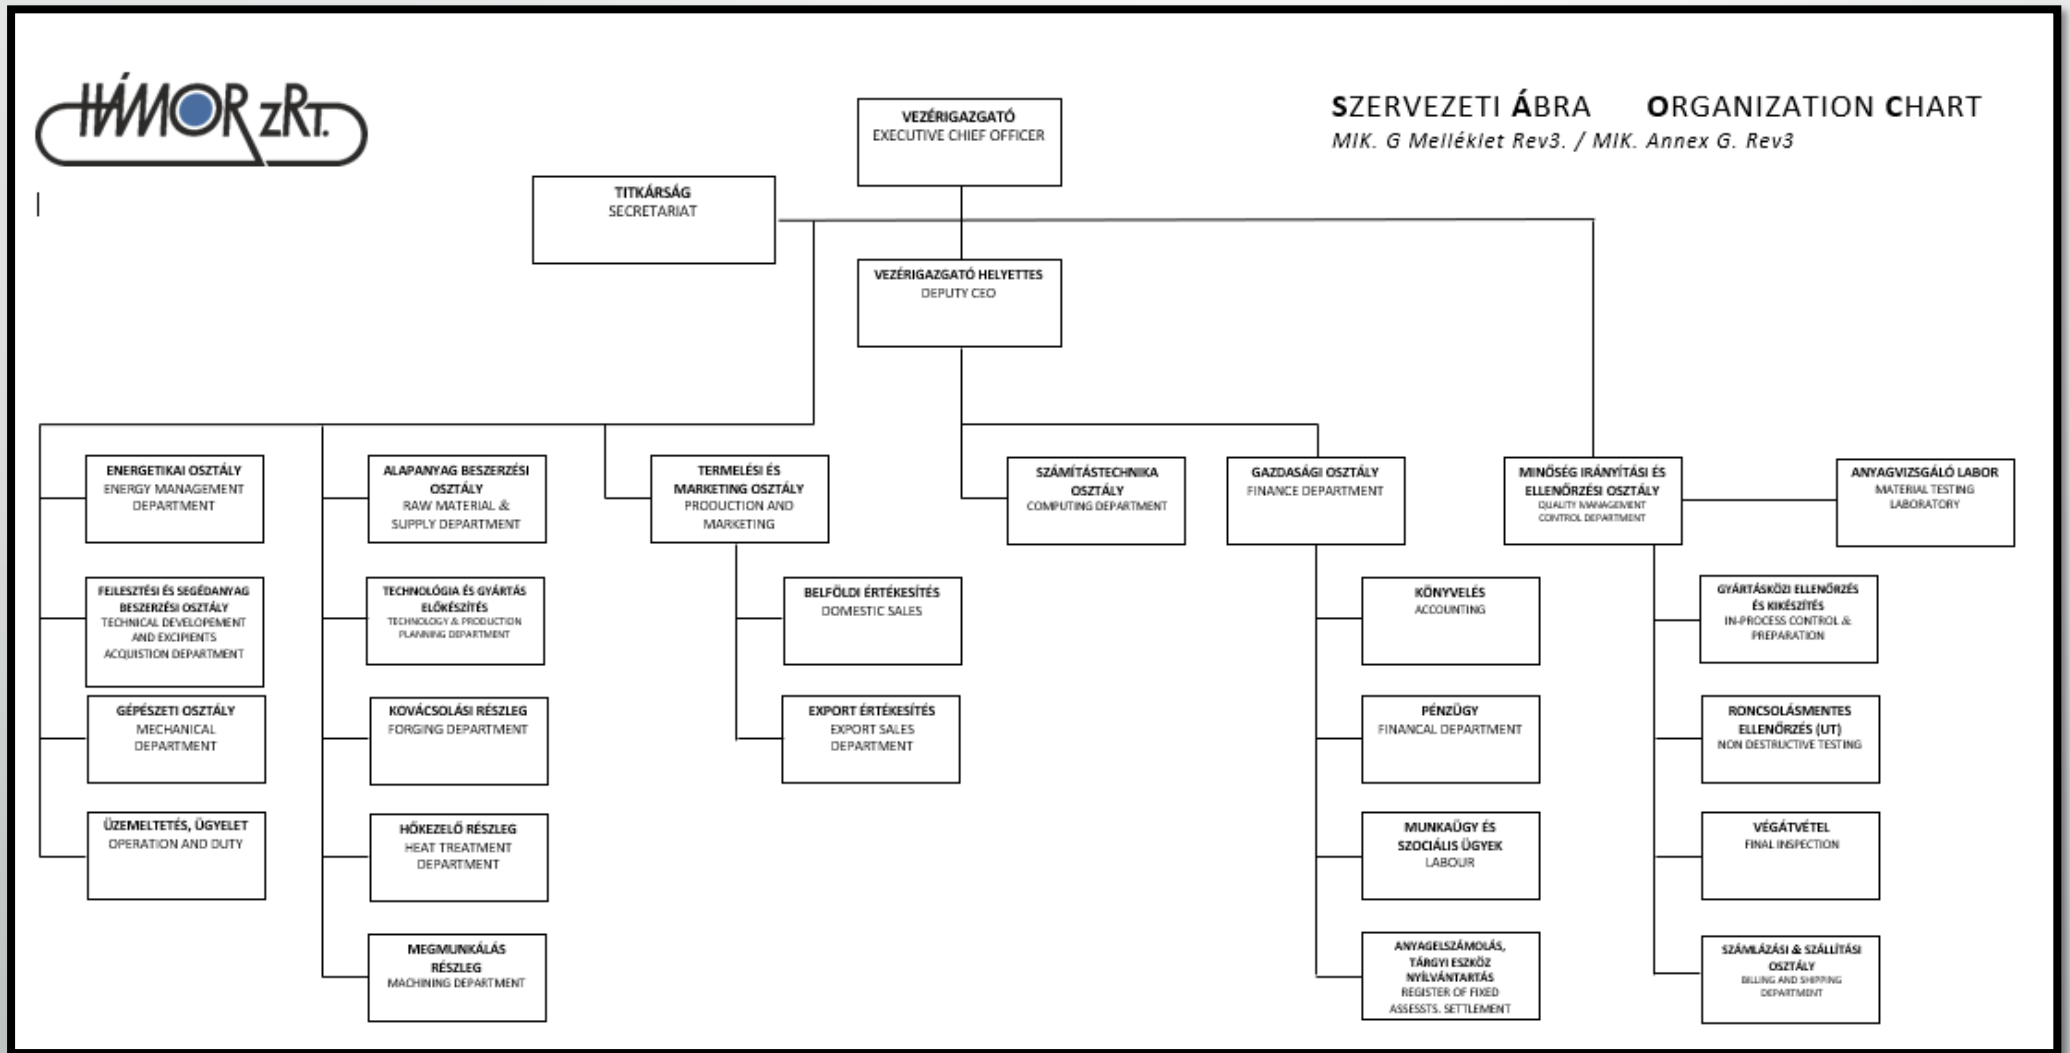 HÁMOR ZRT.
SZERVEZETI ÁBRA ORGANIZATION CHART
MIK. G Melléklet Rev3. / MIK. Annex G. Rev3
VEZÉRIGAZGATÓ
EXECUTIVE CHIEF OFFICER
TITKÁRSÁG
SECRETARIAT
VEZÉRIGAZGATÓ HELYETTES
DEPUTY CEO
ENERGETIKAI OSZTÁLY
ENERGY MANAGEMENT
DEPARTMENT
ALAPANYAG BESZERZÉSI
OSZTÁLY
RAW MATERIAL &
SUPPLY DEPARTMENT
TERMELÉSI ÉS
MARKETING OSZTÁLY
PRODUCTION AND
MARKETING
SZÁMÍTÁSTECHNIKA
OSZTÁLY
COMPUTING DEPARTMENT
GAZDASÁGI OSZTÁLY
FINANCE DEPARTMENT
MINŐSÉG IRÁNYÍTÁSI ÉS
ELLENŐRZÉSI OSZTÁLY
QUALITY MANAGEMENT
CONTROL DEPARTMENT
ANYAGVIZSGÁLÓ LABOR
MATERIAL TESTING
LABORATORY
FEJLESZTÉSI ÉS SEGÉDANYAG
BESZERZÉSI OSZTÁLY
TECHNICAL DEVELOPEMENT
AND EXCIPIENTS
ACQUISTION DEPARTMENT
TECHNOLÓGIA ÉS GYÁRTÁS
ELŐKÉSZÍTÉS
TECHNOLOGY & PRODUCTION
PLANNING DEPARTMENT
BELFÖLDI ÉRTÉKESÍTÉS
DOMESTIC SALES
KÖNYVELÉS
ACCOUNTING
GYÁRTÁSKÖZI ELLENŐRZÉS
ÉS KIKÉSZÍTÉS
IN-PROCESS CONTROL &
PREPARATION
GÉPÉSZETI OSZTÁLY
MECHANICAL
DEPARTMENT
KOVÁCSOLÁSI RÉSZLEG
FORGING DEPARTMENT
EXPORT ÉRTÉKESÍTÉS
EXPORT SALES
DEPARTMENT
PÉNZÜGY
FINANCAL DEPARTMENT
RONCSOLÁSMENTES
ELLENŐRZÉS (UT)
NON DESTRUCTIVE TESTING
ÜZEMELTETÉS, ÜGYELET
OPERATION AND DUTY
HŐKEZELŐ RÉSZLEG
HEAT TREATMENT
DEPARTMENT
MUNKAÜGY ÉS
SZOCIÁLIS ÜGYEK
LABOUR
VÉGÁTVÉTEL
FINAL INSPECTION
MEGMUNKÁLÁS
RÉSZLEG
MACHINING DEPARTMENT
ANYAGELSZÁMOLÁS,
TÁRGYI ESZKÖZ
NYÍLVÁNTARTÁS
REGISTER OF FIXED
ASSESSTS. SETTLEMENT
SZÁMLÁZÁSI & SZÁLLÍTÁSI
OSZTÁLY
BILLING AND SHIPPING
DEPARTMENT